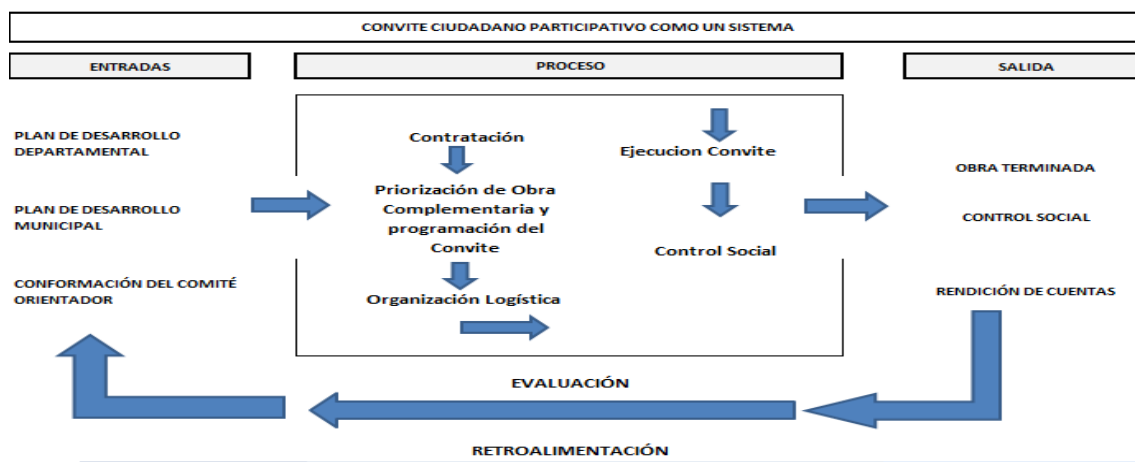 CONVITE CIUDADANO PARTICIPATIVO COMO UN SISTEMA
ENTRADAS
PROCESO
SALIDA
PLAN DE DESARROLLO
DEPARTAMENTAL
PLAN DE DESARROLLO
MUNICIPAL
CONFORMACIÓN DEL COMITÉ
ORIENTADOR
Contratación
Priorización de Obra
Complementaria y
programación del
Convite
Organización Logística
Ejecucion Convite
Control Social
OBRA TERMINADA
CONTROL SOCIAL
RENDICIÓN DE CUENTAS
EVALUACIÓN
RETROALIMENTACIÓN